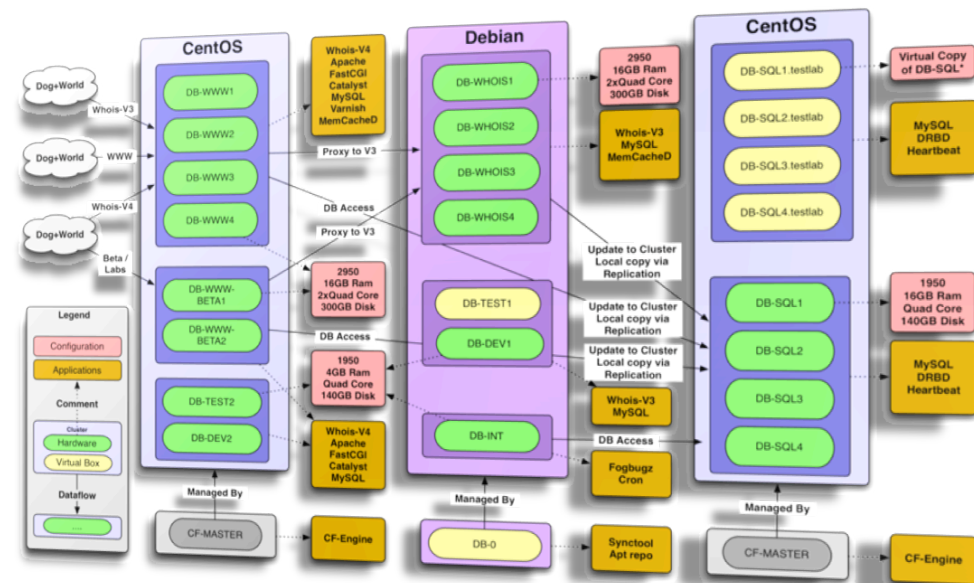 CentOS
DB-WWW1
DB-WWW2
DB-WWW3
DB-WWW4
DB-WWW-
BETA1
DB-WWW-
BETA2
DB-TEST2
DB-DEV2
Managed By
CF-MASTER
CF-Engine
Dog+World
Whois-V3
Dog+World
WWW
Dog+World
Whois-V4
Beta /
Labs
Legend
Configuration
Applications
Comment
Cluster
Hardware
Virtual Box
Dataflow
....
Whois-V4
Apache
FastCGI
Catalyst
MySQL
Varnish
MemCacheD
Proxy to V3
DB Access
Proxy to V3
2950
16GB Ram
2xQuad Core
300GB Disk
DB Access
1950
4GB Ram
Quad Core
140GB Disk
Whois-V4
Apache
FastCGI
Catalyst
MySQL
Debian
DB-WHOIS1
DB-WHOIS2
DB-WHOIS3
DB-WHOIS4
DB-TEST1
DB-DEV1
DB-INT
Managed By
DB-0
Synctool
Apt repo
2950
16GB Ram
2xQuad Core
300GB Disk
Whois-V3
MySQL
MemCacheD
Update to Cluster
Local copy via
Replication
Update to Cluster
Local copy via
Replication
Update to Cluster
Local copy via
Replication
Whois-V3
MySQL
DB Access
Fogbugz
Cron
CentOS
DB-SQL1.testlab
DB-SQL2.testlab
DB-SQL3.testlab
DB-SQL4.testlab
DB-SQL1
DB-SQL2
DB-SQL3
DB-SQL4
Managed By
CF-MASTER
CF-Engine
Virtual Copy
of DB-SQL*
MySQL
DRBD
Heartbeat
1950
16GB Ram
Quad Core
140GB Disk
MySQL
DRBD
Heartbeat